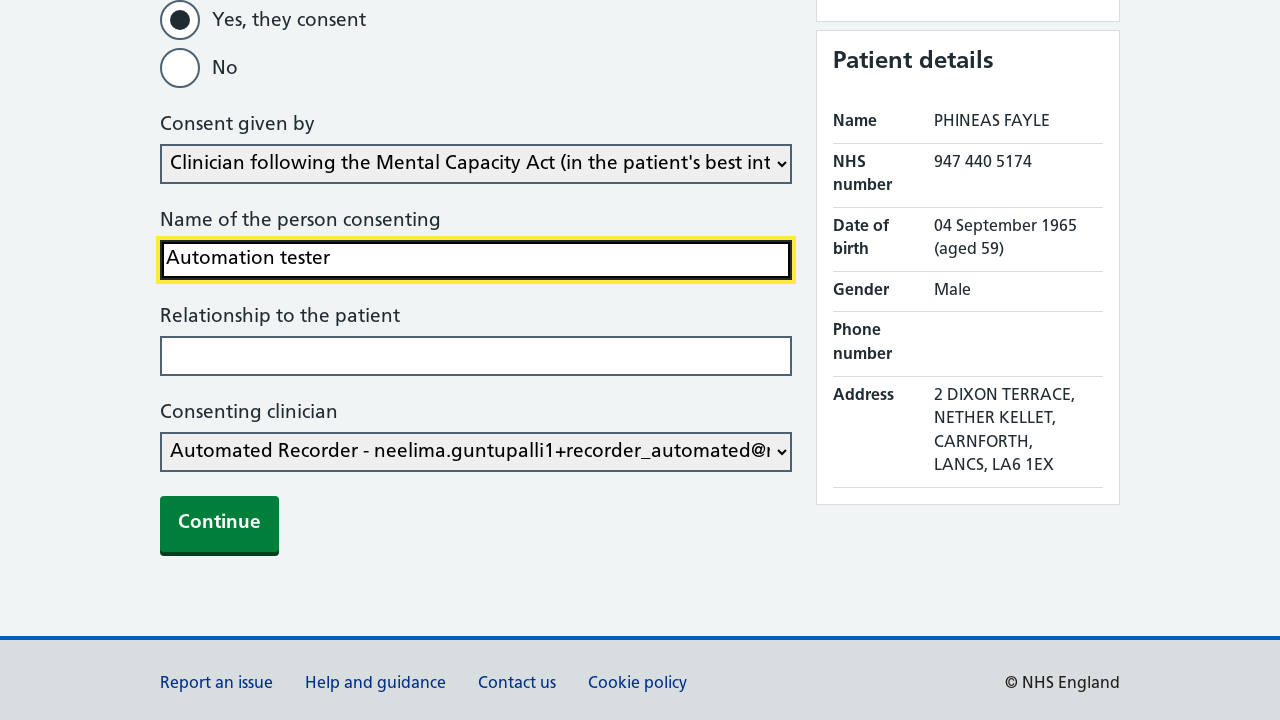 Yes, they consent
No
Consent given by
Clinician following the Mental Capacity Act (in the patient's best int
Name of the person consenting
Automation tester
Relationship to the patient
Consenting clinician
Automated Recorder - neelima.guntupalli1+recorder_automated@
Continue
Patient details
Name PHINEAS FAYLE
NHS number 947 440 5174
Date of birth 04 September 1965 (aged 59)
Gender Male
Phone number
Address 2 DIXON TERRACE,
NETHER KELLET,
CARNFORTH,
LANCS, LA6 1EX
Report an issue Help and guidance Contact us Cookie policy © NHS England